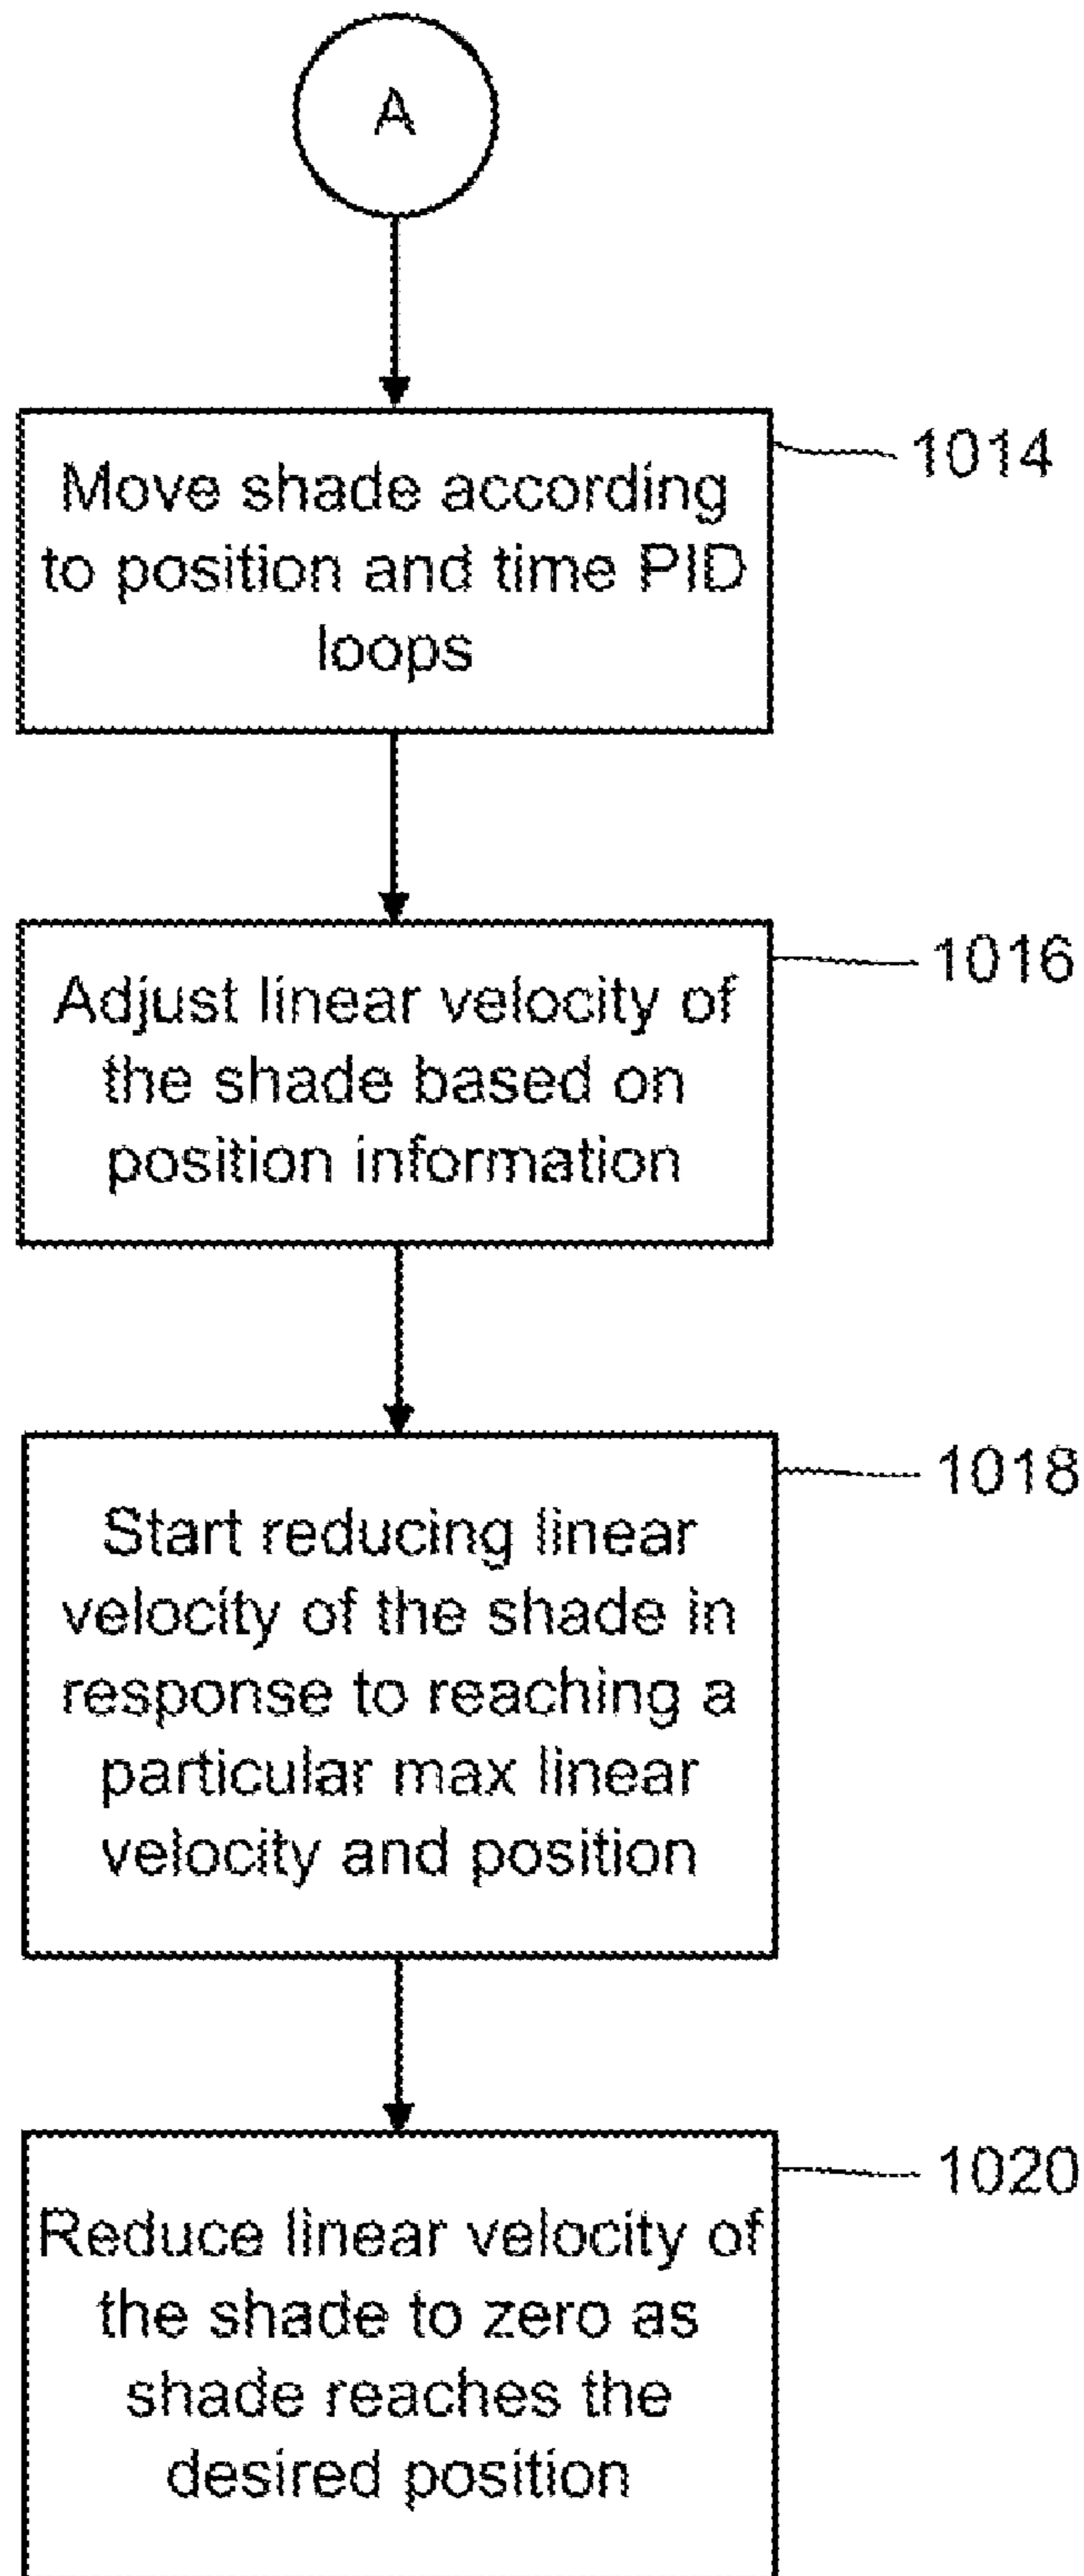 A
Move shade according
to position and time PID
loops
1014
Adjust linear velocity of
the shade based on
position information
1016
Start reducing linear
velocity of the shade in
response to reaching a
particular max linear
velocity and position
1018
Reduce linear velocity of
the shade to zero as
shade reaches the
desired position
1020